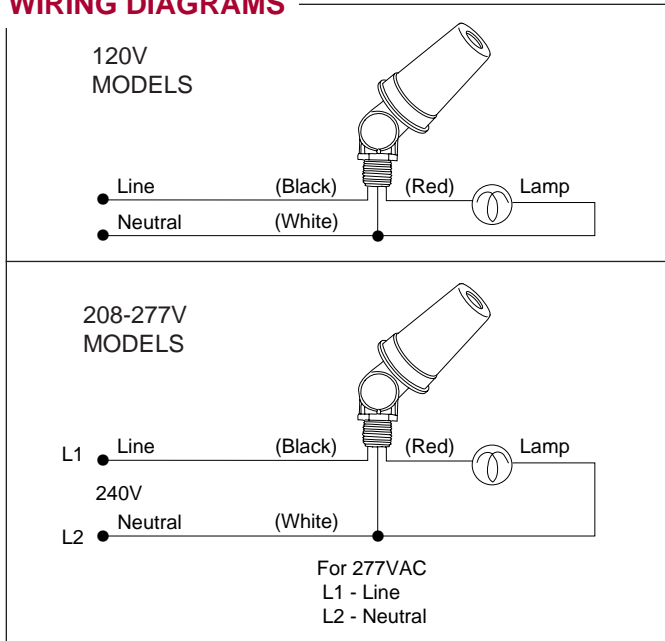 WIRING DIAGRAMS
120V
MODELS
Line (Black) (Red) Lamp
Neutral (White)
208-277V
MODELS
L1 Line (Black) (Red) Lamp
240V
L2 Neutral (White)
For 277VAC
L1 - Line
L2 - Neutral